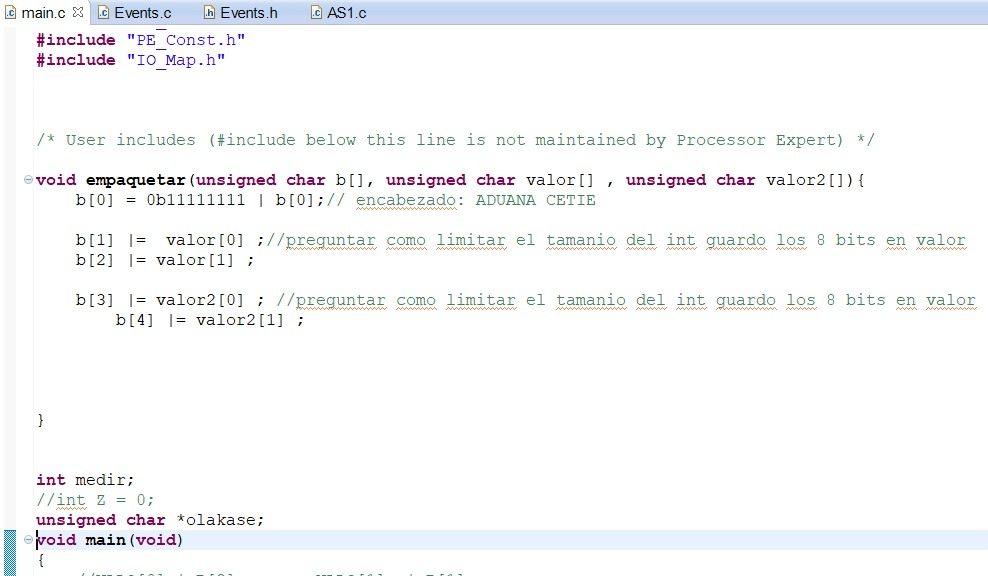 main.c Events.c Events.h AS1.c
#include "PE_Const.h"
#include "IO_Map.h"
/* User includes (#include below this line is not maintained by Processor Expert) */
void empaquetar(unsigned char b[], unsigned char valor[] , unsigned char valor2[]){
b[0] = 0b11111111 | b[0];// encabezado: ADUANA CETIE
b[1] |=  valor[0] ;//preguntar como limitar el tamanio del int guardo los 8 bits en valor
b[2] |= valor[1] ;
b[3] |= valor2[0] ; //preguntar como limitar el tamanio del int guardo los 8 bits en valor
b[4] |= valor2[1] ;
}
int medir;
//int Z = 0;
unsigned char *olakase;
void main(void)
{